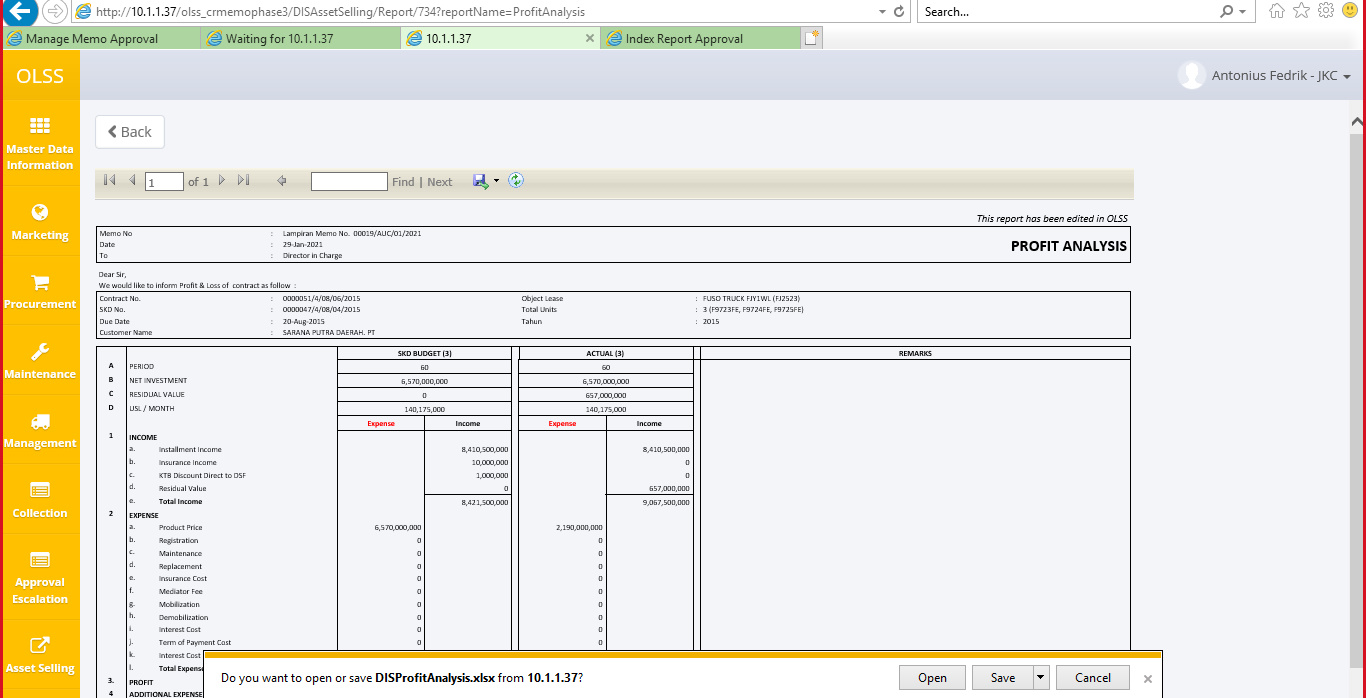 http://10.1.1.37/olss_crmemophase3/DISAssetSelling/Report/734?reportName=ProfitAnalysis Search...
Manage Memo Approval Waiting for 10.1.1.37 10.1.1.37 Index Report Approval
OLSS Antonius Fedrik - JKC
Master Data Information
Marketing
Procurement
Maintenance
Management
Collection
Approval Escalation
Asset Selling
Back
1 of 1 Find | Next
This report has been edited in OLSS
Memo No : Lampiran Memo No. 00019/AUC/01/2021
Date : 29-Jan-2021
To : Director in Charge
PROFIT ANALYSIS
Dear Sir,
We would like to inform Profit & Loss of contract as follow :
Contract No. : 0000051/4/08/06/2015 Object Lease : FUSO TRUCK FJY1WL (FJ2523)
SKD No. : 0000047/4/08/04/2015 Total Units : 3 (F9723FE, F9724FE, F9725FE)
Due Date : 20-Aug-2015 Tahun : 2015
Customer Name : SARANA PUTRA DAERAH. PT
SKD BUDGET (3) ACTUAL (3) REMARKS
A PERIOD 60 60
B NET INVESTMENT 6,570,000,000 6,570,000,000
C RESIDUAL VALUE 0 657,000,000
D USL / MONTH 140,175,000 140,175,000
Expense Income Expense Income
1 INCOME
a. Installment Income 8,410,500,000 8,410,500,000
b. Insurance Income 10,000,000 0
c. KTB Discount Direct to DSF 1,000,000 0
d. Residual Value 0 657,000,000
e. Total Income 8,421,500,000 9,067,500,000
2 EXPENSE
a. Product Price 6,570,000,000 2,190,000,000
b. Registration 0 0
c. Maintenance 0 0
d. Replacement 0 0
e. Insurance Cost 0 0
f. Mediator Fee 0 0
g. Mobilization 0 0
h. Demobilization 0 0
i. Interest Cost 0 0
j. Term of Payment Cost 0 0
k. Interest Cost
l. Total Expense
3. PROFIT
4 ADDITIONAL EXPENSE
Do you want to open or save DISProfitAnalysis.xlsx from 10.1.1.37? Open Save Cancel